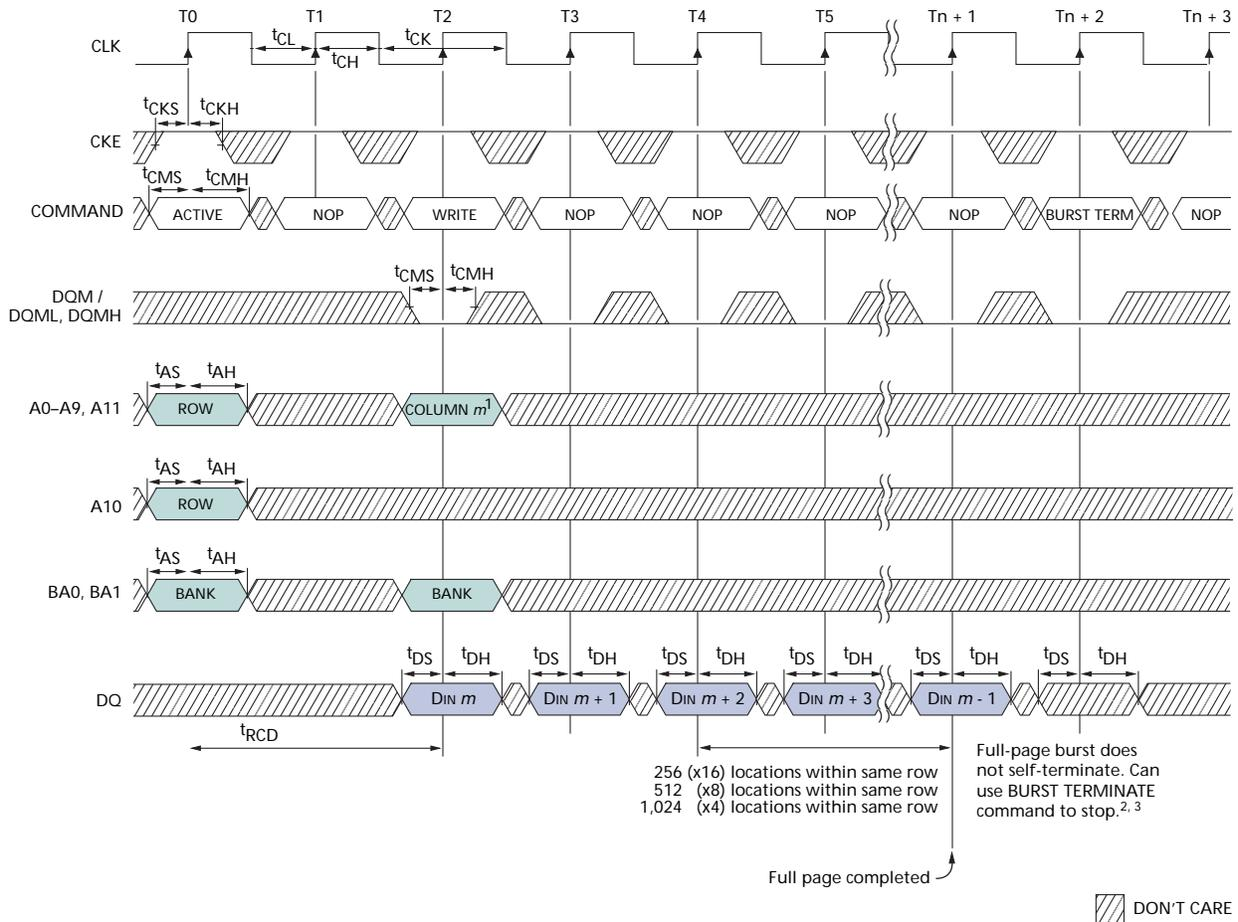 T0 T1 T2 T3 T4 T5 Tn + 1 Tn + 2 Tn + 3
CLK
tCL tCK
tCH
tCKS tCKH
CKE
tCMS tCMH
COMMAND ACTIVE NOP WRITE NOP NOP NOP NOP BURST TERM NOP
tCMS tCMH
DQM /
DQML, DQMH
tAS tAH
A0–A9, A11 ROW COLUMN m1
tAS tAH
A10 ROW
tAS tAH
BA0, BA1 BANK BANK
tDS tDH tDS tDH tDS tDH tDS tDH tDS tDH tDS tDH
DQ DIN m DIN m + 1 DIN m + 2 DIN m + 3 DIN m - 1
tRCD
256 (x16) locations within same row
512 (x8) locations within same row
1,024 (x4) locations within same row
Full-page burst does
not self-terminate. Can
use BURST TERMINATE
command to stop.2, 3
Full page completed
DON'T CARE